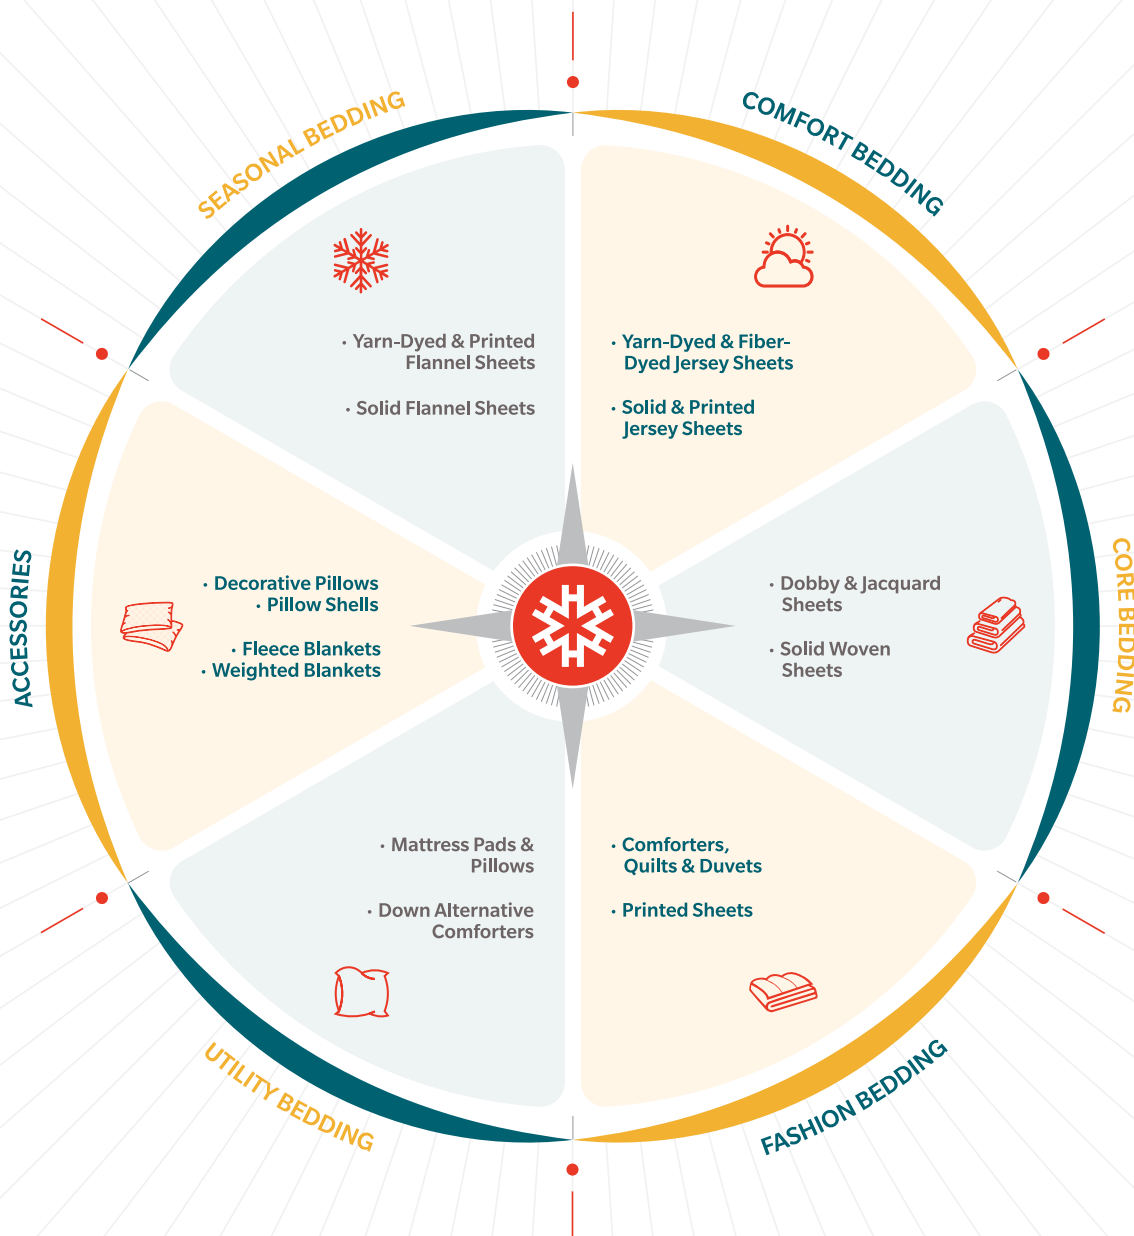 SEASONAL BEDDING
· Yarn-Dyed & Printed
Flannel Sheets
· Solid Flannel Sheets
COMFORT BEDDING
· Yarn-Dyed & Fiber-
Dyed Jersey Sheets
· Solid & Printed
Jersey Sheets
ACCESSORIES
· Decorative Pillows
· Pillow Shells
· Fleece Blankets
· Weighted Blankets
CORE BEDDING
· Dobby & Jacquard
Sheets
· Solid Woven
Sheets
UTILITY BEDDING
· Mattress Pads &
Pillows
· Down Alternative
Comforters
FASHION BEDDING
· Comforters,
Quilts & Duvets
· Printed Sheets